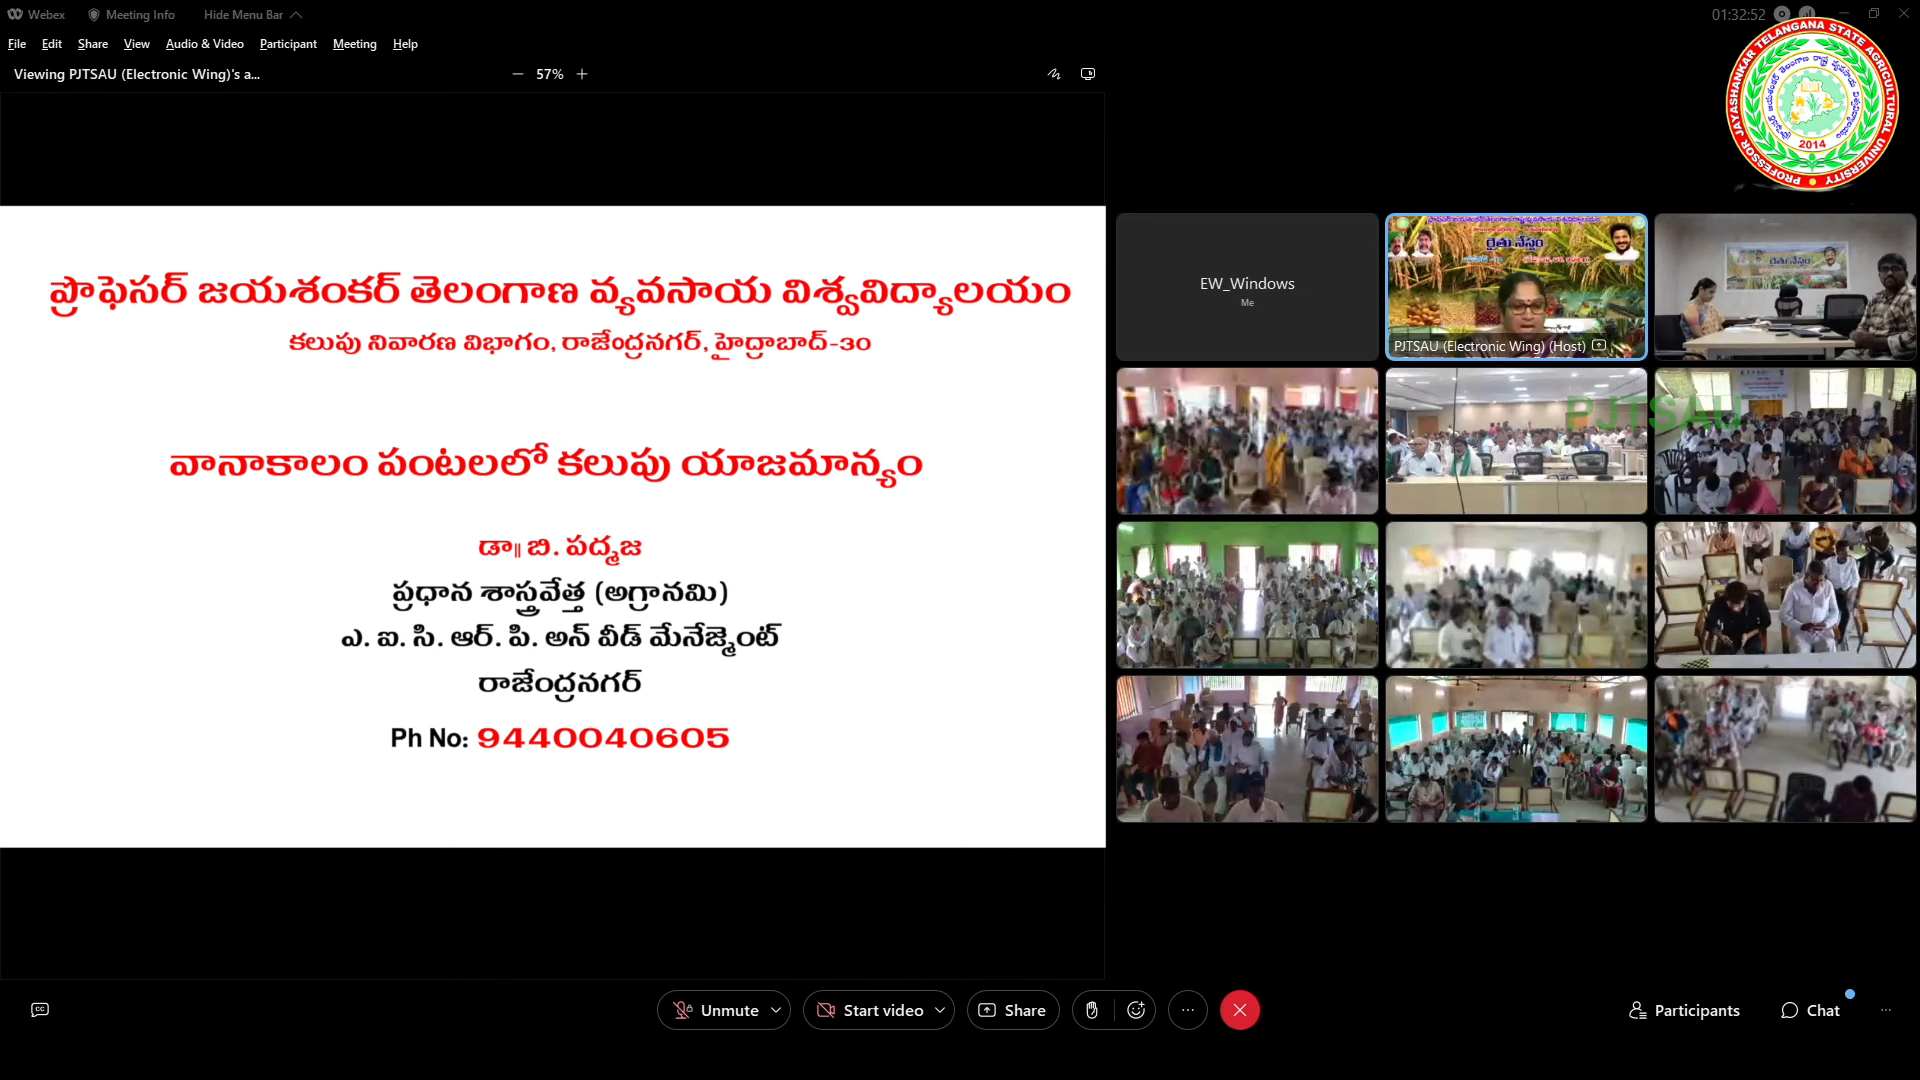 Webex
Meeting Info
Hide Menu Bar
01:32:52
File Edit Share View Audio & Video Participant Meeting Help
Viewing PJTSAU (Electronic Wing)'s a...
57%
PROFESSOR JAYASHANKAR TELANGANA STATE AGRICULTURAL UNIVERSITY
2014
ప్రొఫెసర్ జయశంకర్ తెలంగాణ వ్యవసాయ విశ్వవిద్యాలయం
కలుపు నివారణ విభాగం, రాజేంద్రనగర్, హైద్రాబాద్-30
వానాకాలం పంటలలో కలుపు యాజమాన్యం
డా|| బి. పద్మజ
ప్రధాన శాస్త్రవేత్త (అగ్రానమి)
ఎ. ఐ. సి. ఆర్. పి. అన్ వీడ్ మేనేజ్మెంట్
రాజేంద్రనగర్
Ph No: 9440040605
EW_Windows
Me
రైతు నేస్తం
PJTSAU (Electronic Wing) (Host)
రైతు నేస్తం
PJTSAU
Unmute
Start video
Share
Participants
Chat